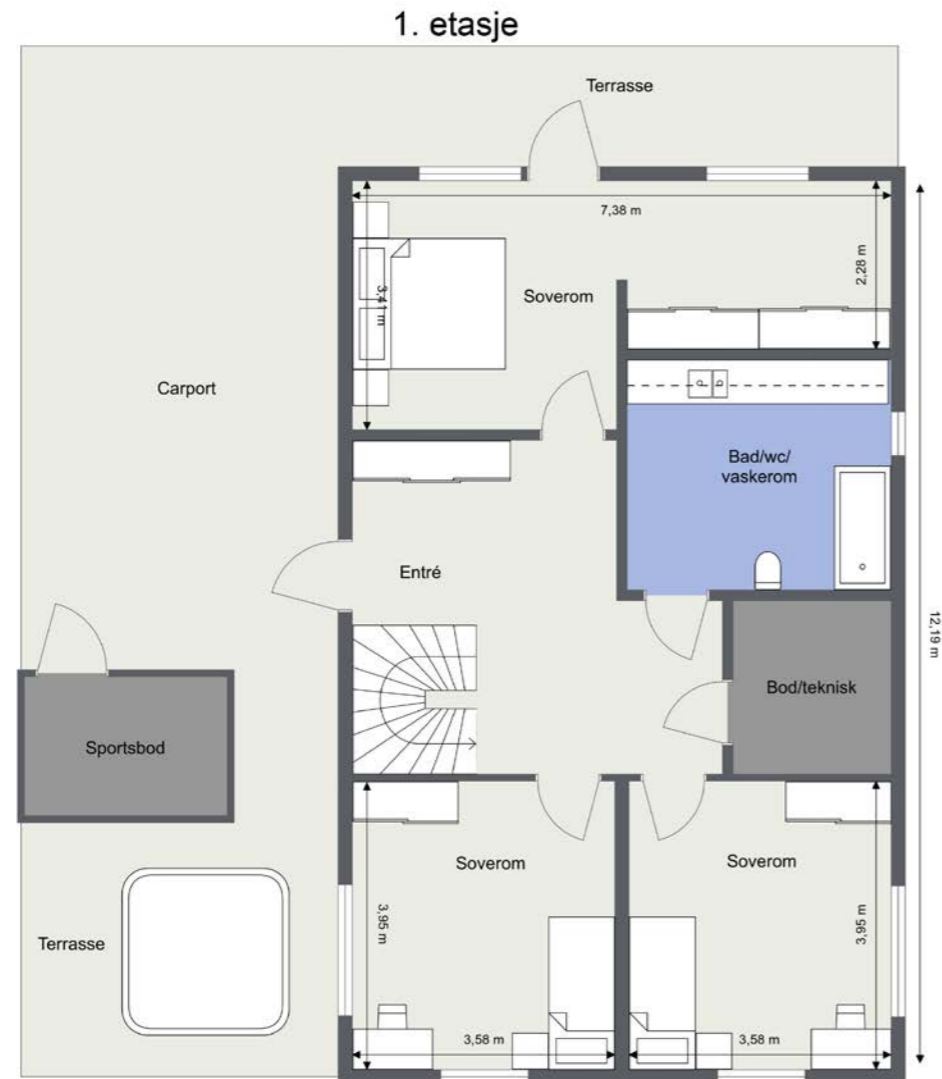 1. etasje
Terrasse
7,38 m
2,28 m
3,41 m
Soverom
Carport
Bad/wc/
vaskerom
Entré
12,19 m
Bod/teknisk
Sportsbod
Soverom
Soverom
3,95 m
3,95 m
Terrasse
3,58 m
3,58 m